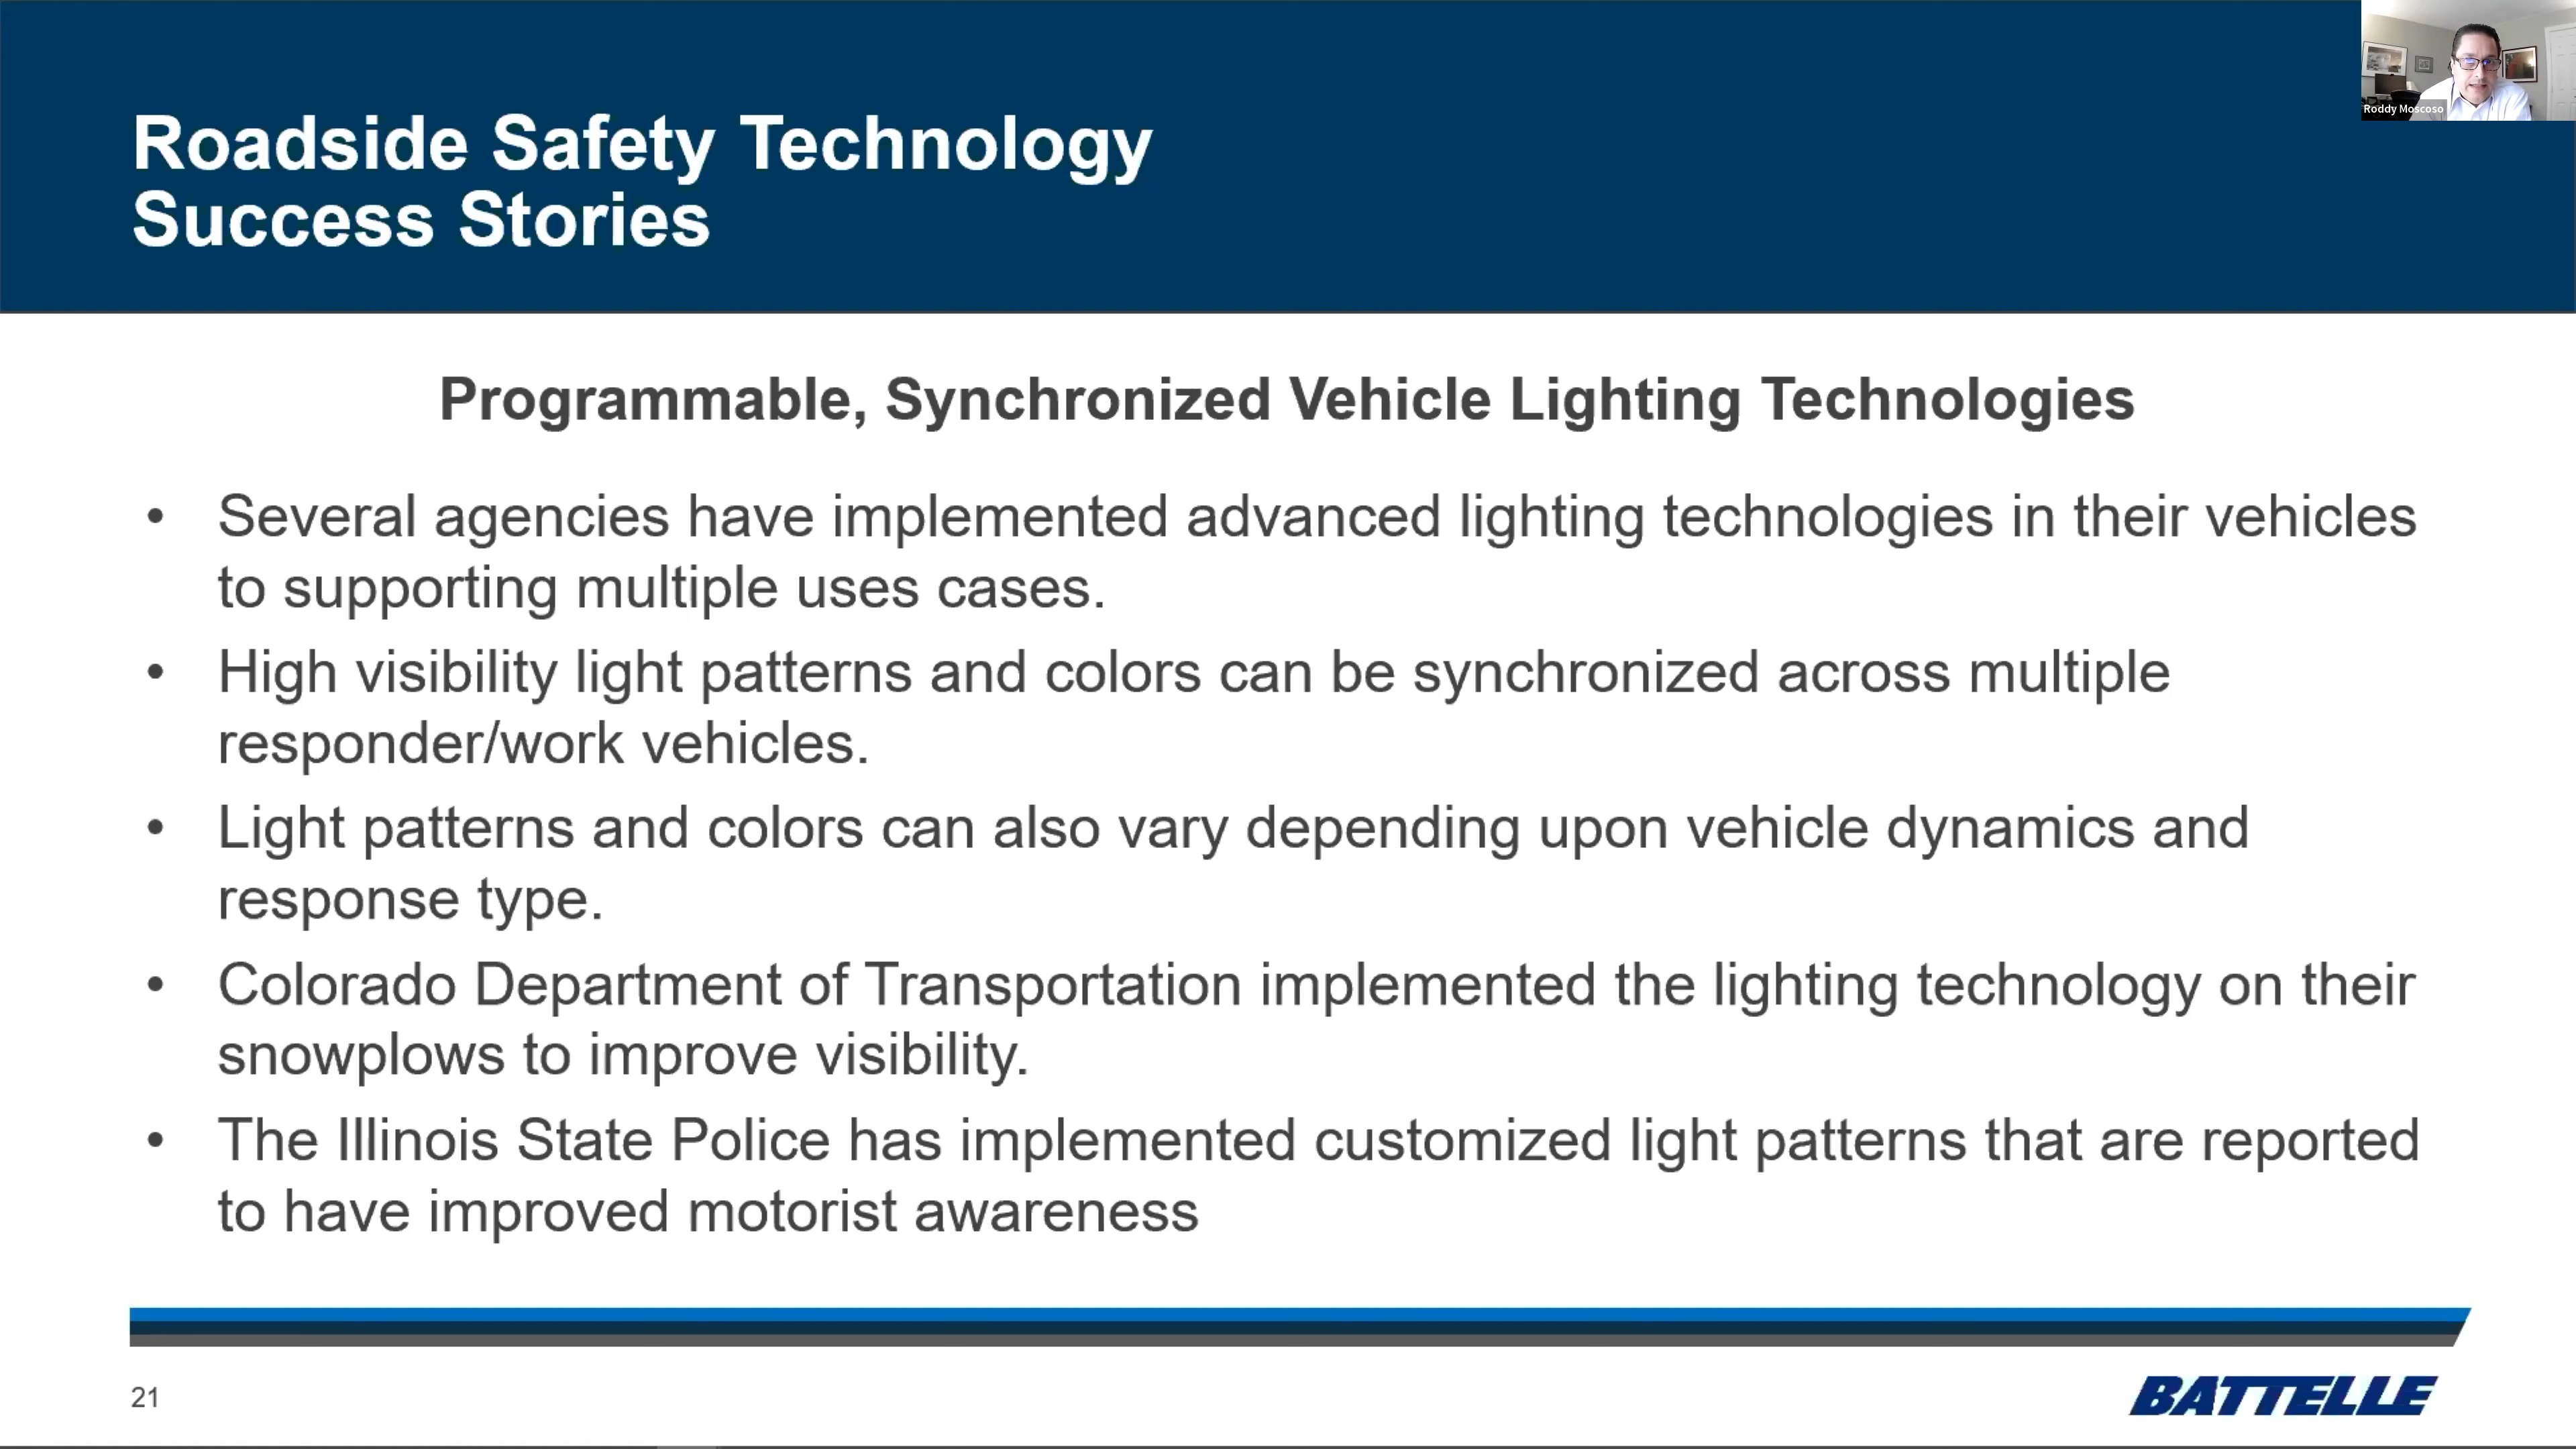 Roddy Moscoso
Roadside Safety Technology
Success Stories
Programmable, Synchronized Vehicle Lighting Technologies
• Several agencies have implemented advanced lighting technologies in their vehicles
to supporting multiple uses cases.
• High visibility light patterns and colors can be synchronized across multiple
responder/work vehicles.
• Light patterns and colors can also vary depending upon vehicle dynamics and
response type.
• Colorado Department of Transportation implemented the lighting technology on their
snowplows to improve visibility.
• The Illinois State Police has implemented customized light patterns that are reported
to have improved motorist awareness
21
BATTELLE